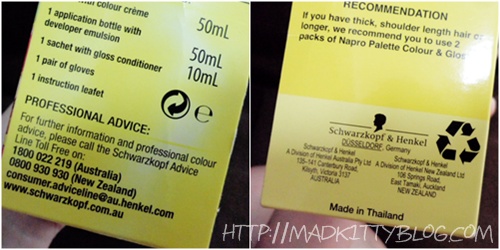 with colour crème
50mL
1 application bottle with
developer emulsion
50mL
1 sachet with gloss conditioner
10mL
1 pair of gloves
1 instruction leaflet
PROFESSIONAL ADVICE:
For further information and professional colour
advice, please call the Schwarzkopf Advice
Line Toll Free on:
1800 022 219 (Australia)
0800 930 930 (New Zealand)
consumer.adviceline@au.henkel.com
www.schwarzkopf.com.au
RECOMMENDATION
If you have thick, shoulder length hair or
longer, we recommend you to use 2
packs of Napro Palette Colour & Gloss
Schwarzkopf & Henkel
DÜSSELDORF, Germany
Schwarzkopf & Henkel
A Division of Henkel Australia Pty Ltd
135-141 Canterbury Road,
Kilsyth, Victoria 3137
AUSTRALIA
Schwarzkopf & Henkel
A Division of Henkel New Zealand Ltd
106 Springs Road,
East Tamaki, Auckland
NEW ZEALAND
Made in Thailand
HTTP://MADKITTYBLOG.COM/